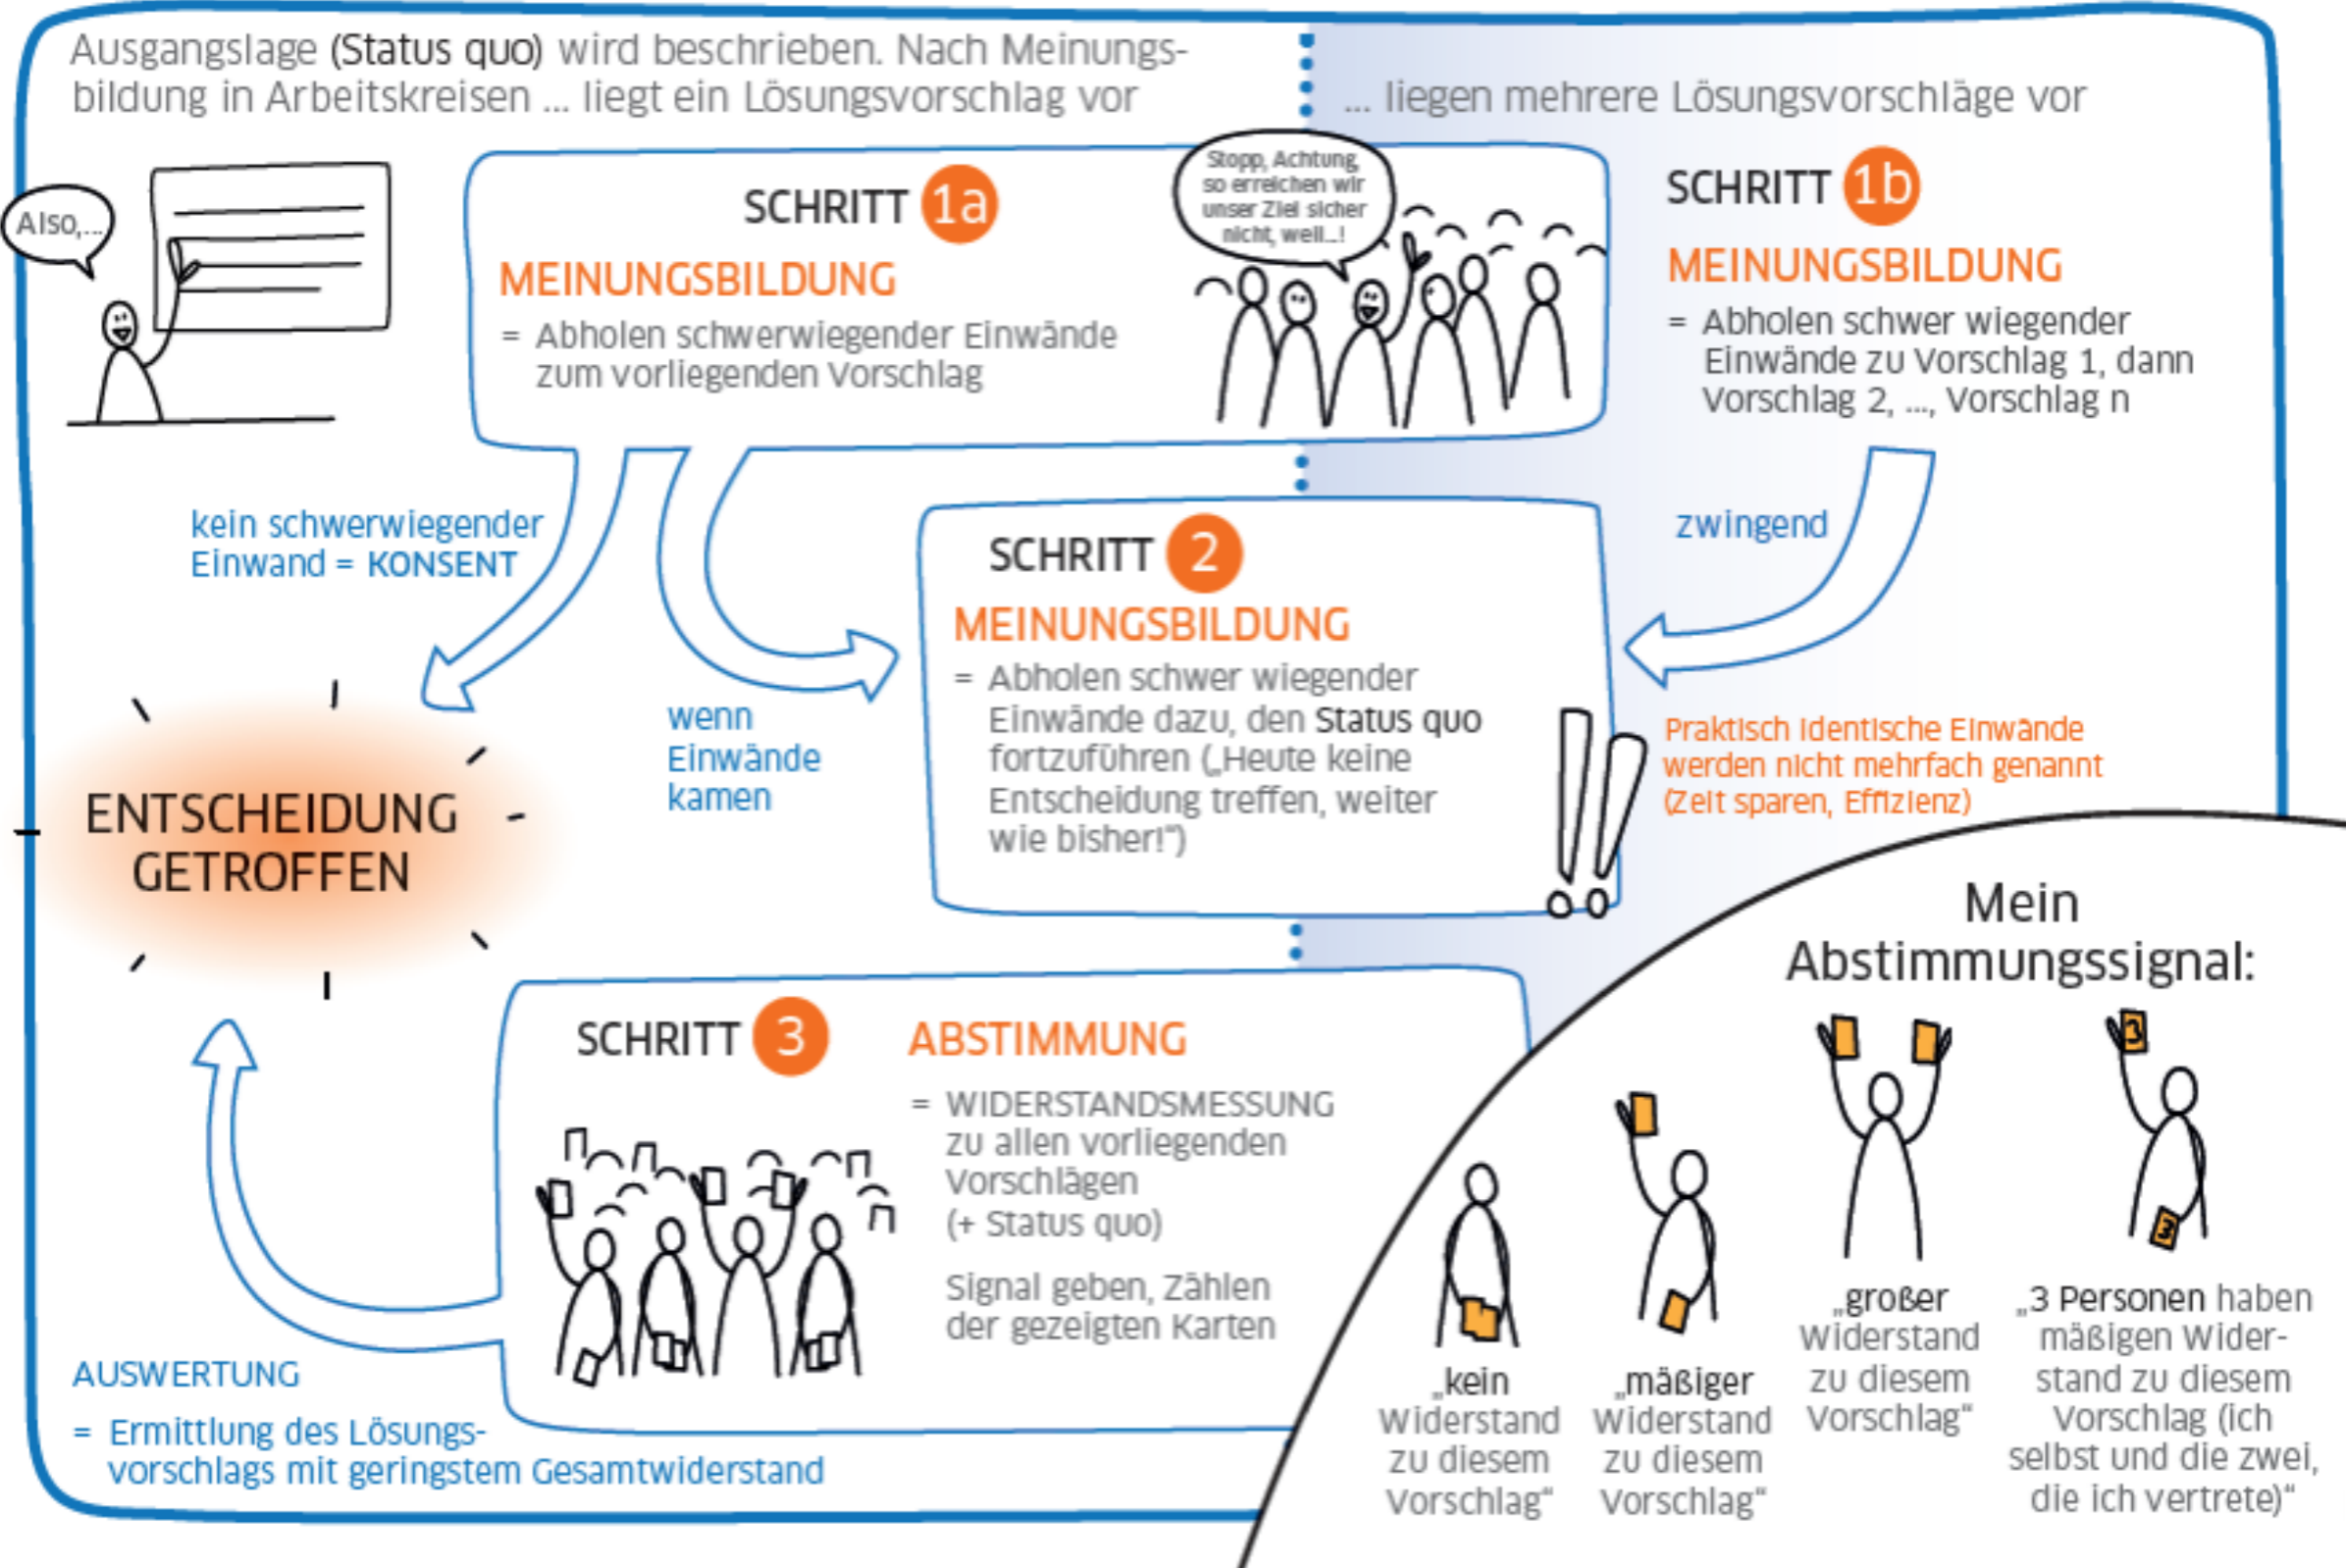 Ausgangslage (Status quo) wird beschrieben. Nach Meinungs-
bildung in Arbeitskreisen ... liegt ein Lösungsvorschlag vor
... liegen mehrere Lösungsvorschläge vor
Also,...
SCHRITT 1a
MEINUNGSBILDUNG
= Abholen schwerwiegender Einwände
zum vorliegenden Vorschlag
Stopp, Achtung,
so erreichen wir
unser Ziel sicher
nicht, weil...!
SCHRITT 1b
MEINUNGSBILDUNG
= Abholen schwer wiegender
Einwände zu Vorschlag 1, dann
Vorschlag 2, ..., Vorschlag n
kein schwerwiegender
Einwand = KONSENT
wenn
Einwände
kamen
zwingend
SCHRITT 2
MEINUNGSBILDUNG
= Abholen schwer wiegender
Einwände dazu, den Status quo
fortzuführen („Heute keine
Entscheidung treffen, weiter
wie bisher!“)
!!
Praktisch identische Einwände
werden nicht mehrfach genannt
(Zeit sparen, Effizienz)
ENTSCHEIDUNG
GETROFFEN
SCHRITT 3
ABSTIMMUNG
= WIDERSTANDSMESSUNG
zu allen vorliegenden
Vorschlägen
(+ Status quo)
Signal geben, Zählen
der gezeigten Karten
AUSWERTUNG
= Ermittlung des Lösungs-
vorschlags mit geringstem Gesamtwiderstand
Mein
Abstimmungssignal:
„kein
Widerstand
zu diesem
Vorschlag“
„mäßiger
Widerstand
zu diesem
Vorschlag“
„großer
Widerstand
zu diesem
Vorschlag“
3
3
„3 Personen haben
mäßigen Wider-
stand zu diesem
Vorschlag (ich
selbst und die zwei,
die ich vertrete)“